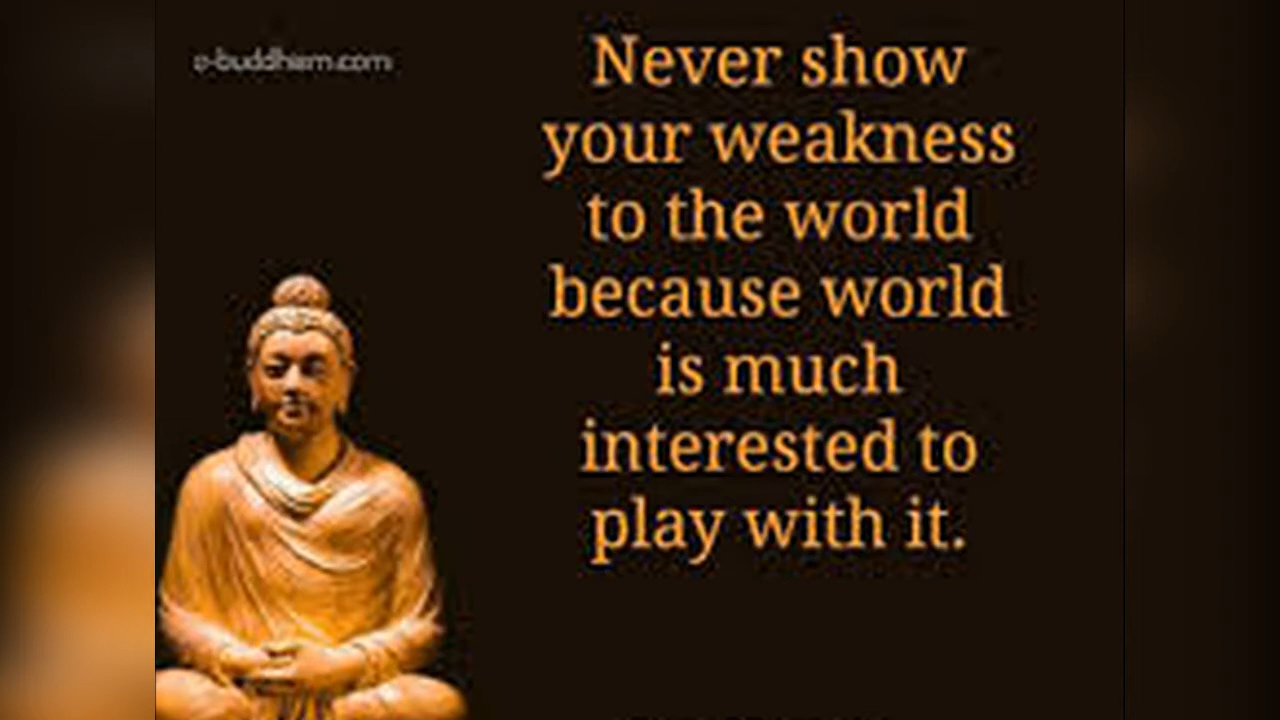 e-buddhism.com
Never show
your weakness
to the world
because world
is much
interested to
play with it.